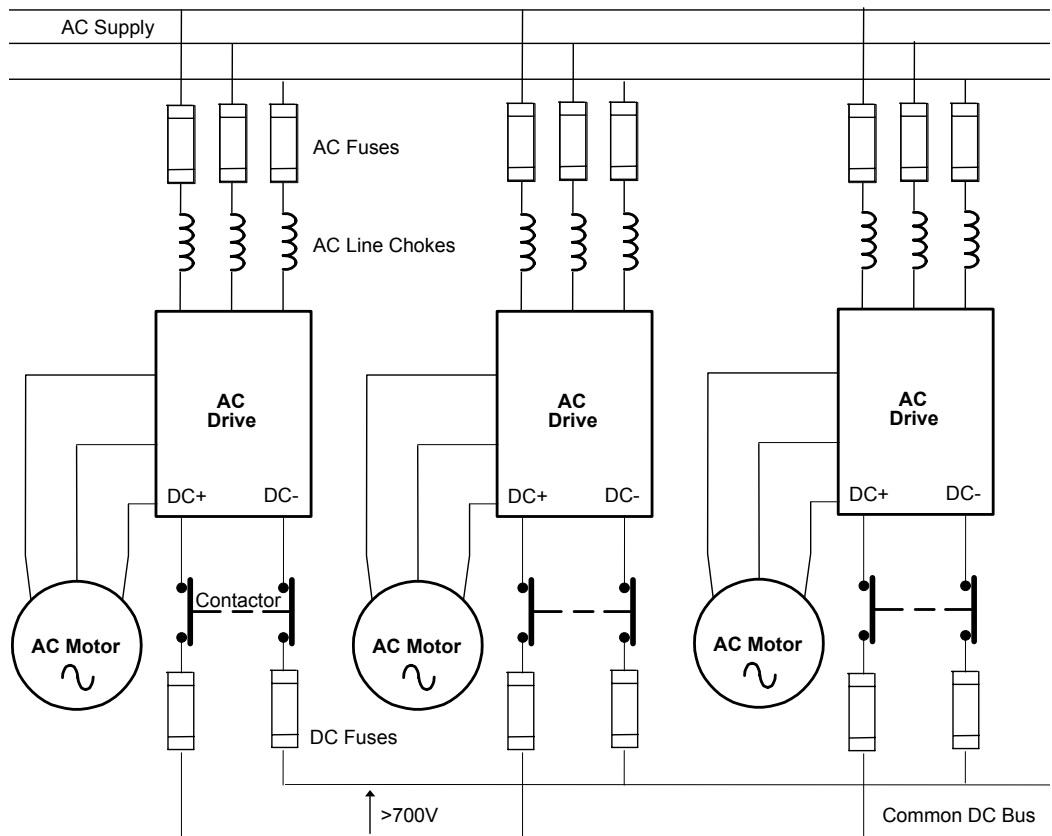 AC Supply
AC Fuses
AC Line Chokes
AC
Drive
AC
Drive
AC
Drive
DC+ DC-
DC+ DC-
DC+ DC-
Contactor
AC Motor
AC Motor
AC Motor
DC Fuses
>700V
Common DC Bus